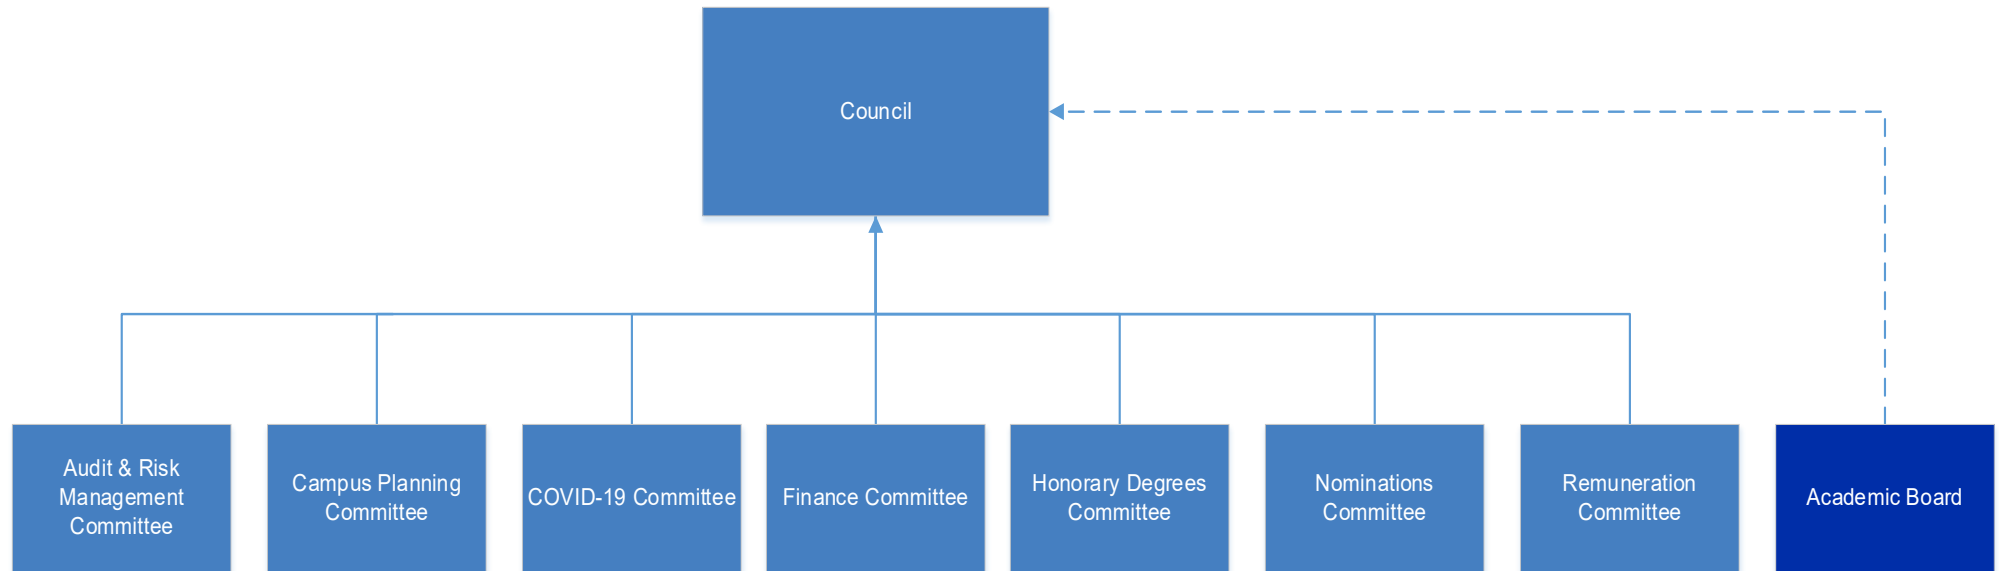 Council
Audit & Risk
Management
Committee
Campus Planning
Committee
COVID-19 Committee
Finance Committee
Honorary Degrees
Committee
Nominations
Committee
Remuneration
Committee
Academic Board